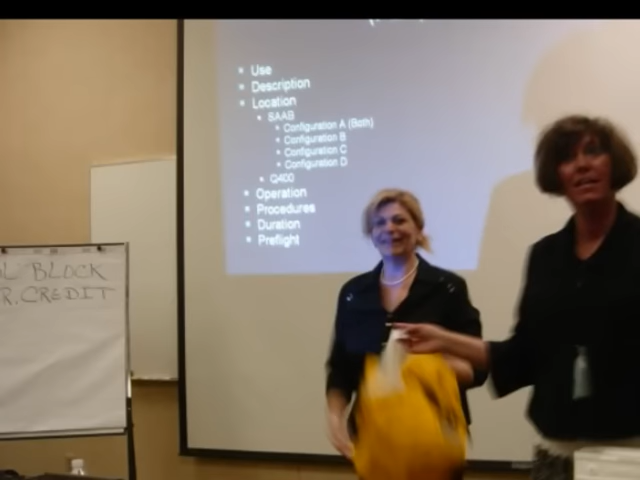 Use
Description
Location
SAAB
Configuration A (Both)
Configuration B
Configuration C
Configuration D
Q400
Operation
Procedures
Duration
Preflight
BLOCK
R. CREDIT